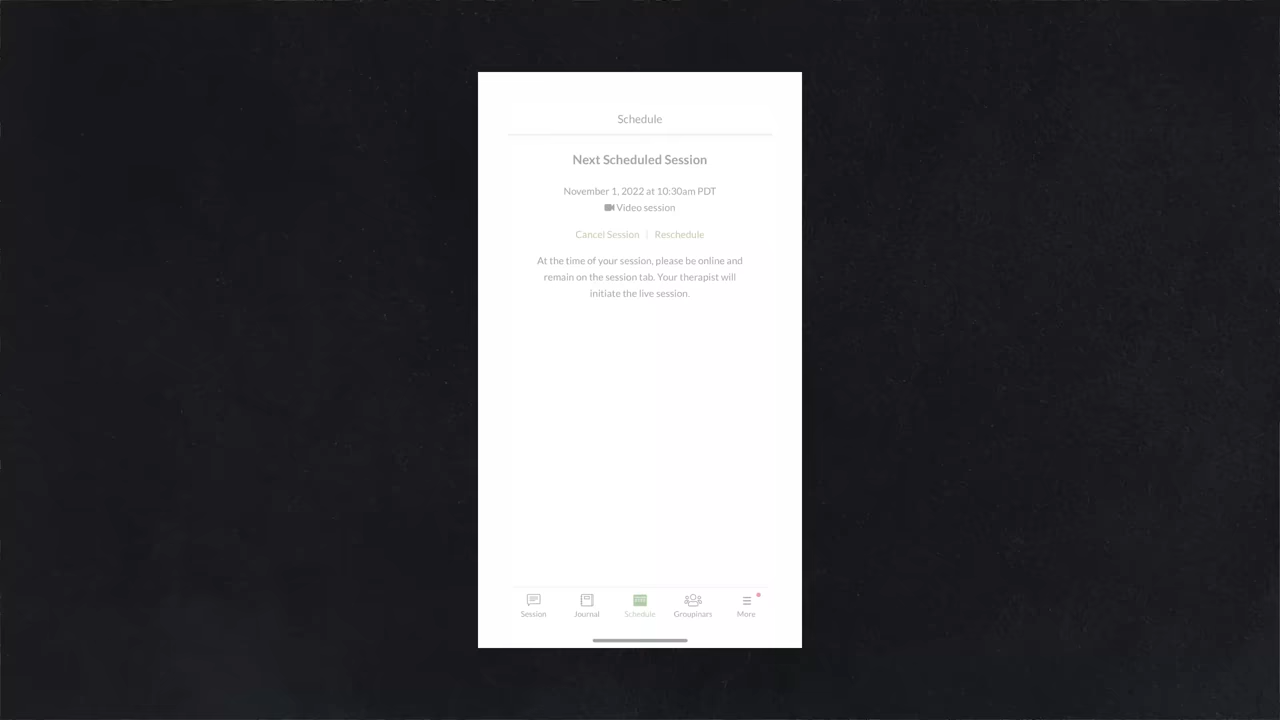 Schedule
Next Scheduled Session
November 1, 2022 at 10:30am PDT
Video session
Cancel Session | Reschedule
At the time of your session, please be online and
remain on the session tab. Your therapist will
initiate the live session.
Session Journal Schedule Groupinars More